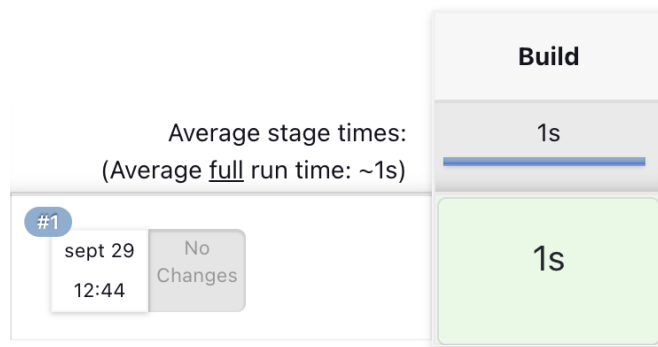 Build
Average stage times:
1s
(Average full run time: ~1s)
#1
sept 29
12:44
No
Changes
1s